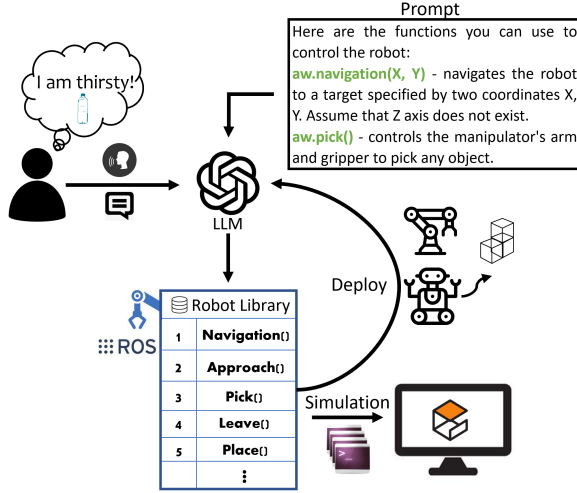 Prompt
Here are the functions you can use to
control the robot:
aw.navigation(X, Y) - navigates the robot
to a target specified by two coordinates X,
Y. Assume that Z axis does not exist.
aw.pick() - controls the manipulator's arm
and gripper to pick any object.
I am thirsty!
LLM
Deploy
Robot Library
ROS
1 Navigation()
2 Approach()
3 Pick()
4 Leave()
5 Place()
Simulation